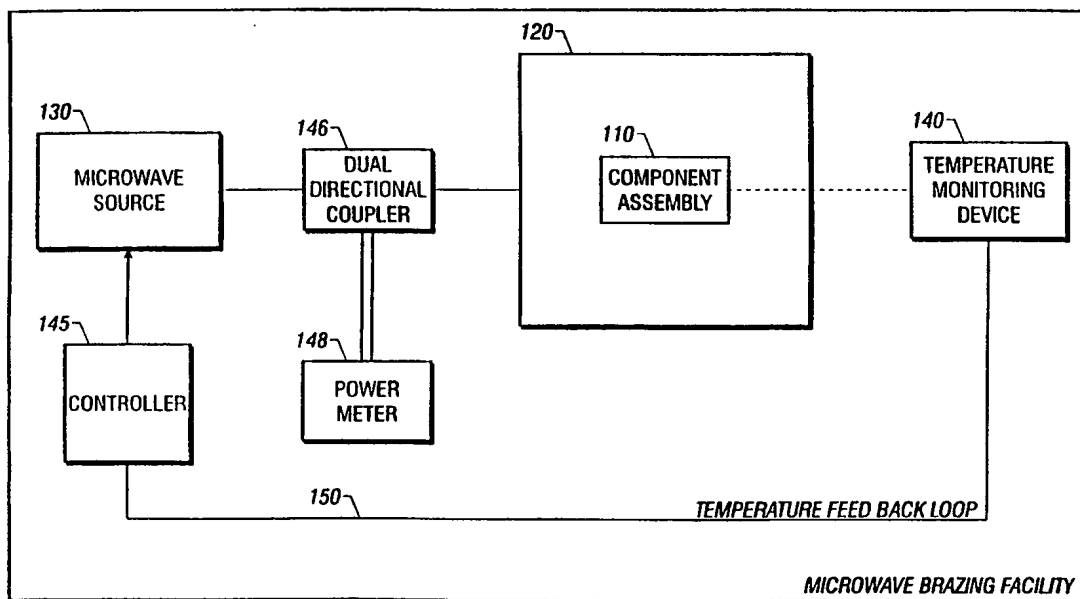 120
130
146
140
110
MICROWAVE
SOURCE
DUAL
DIRECTIONAL
COUPLER
COMPONENT
ASSEMBLY
TEMPERATURE
MONITORING
DEVICE
145
148
CONTROLLER
POWER
METER
150
TEMPERATURE FEED BACK LOOP
MICROWAVE BRAZING FACILITY